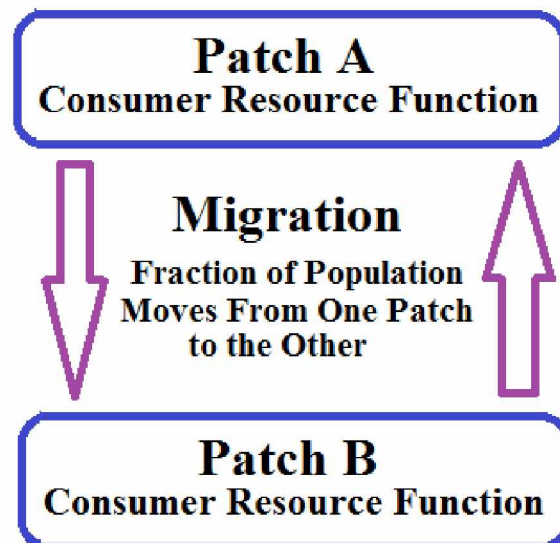 Patch A
Consumer Resource Function
Migration
Fraction of Population
Moves From One Patch
to the Other
Patch B
Consumer Resource Function